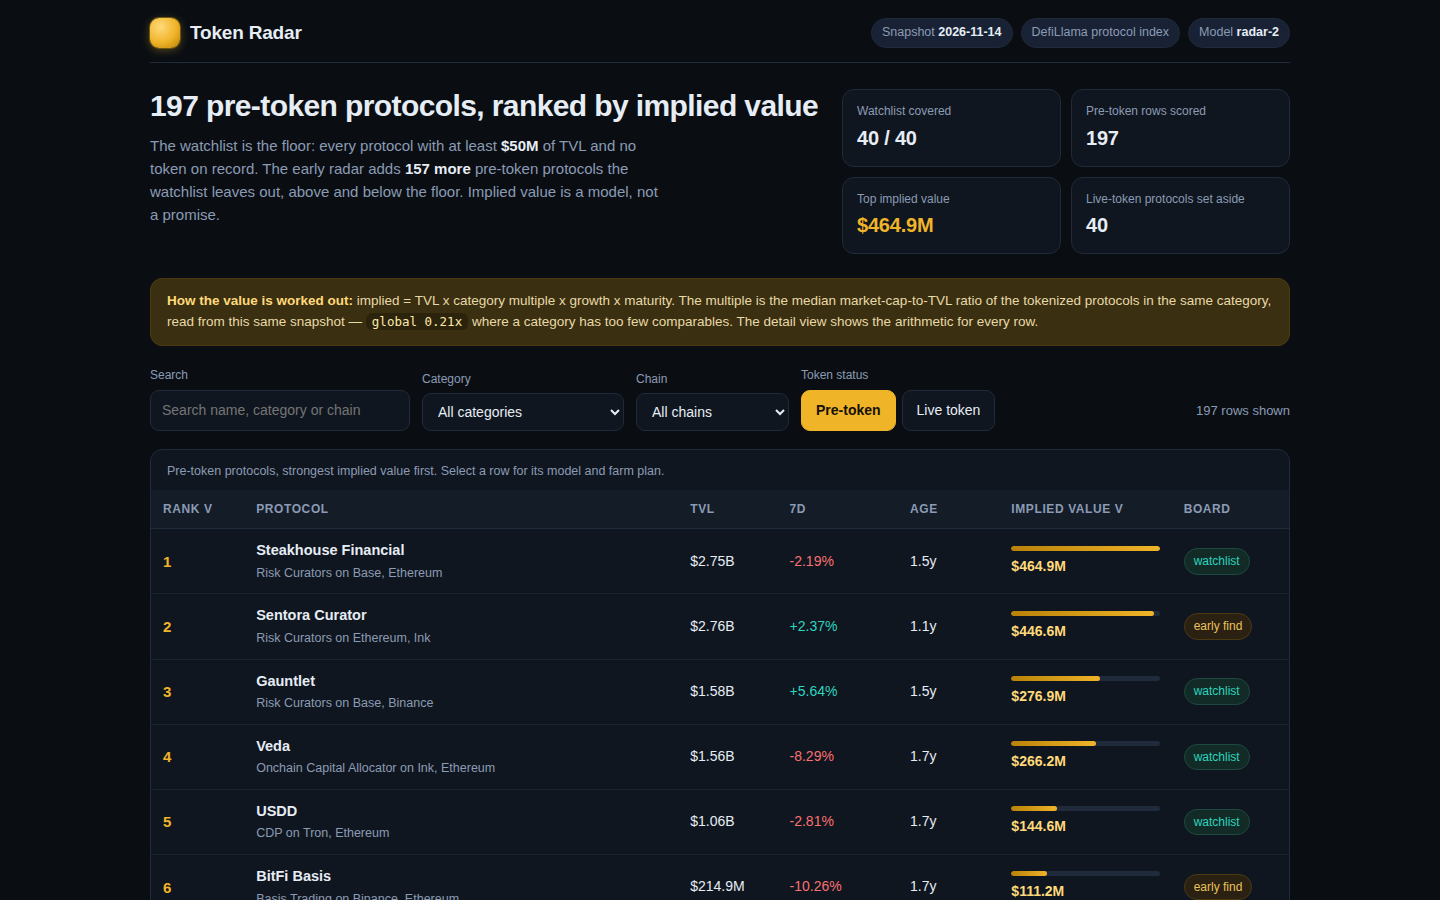 Token Radar
Snapshot 2026-11-14
DefiLlama protocol index
Model radar-2
197 pre-token protocols, ranked by implied value
The watchlist is the floor: every protocol with at least $50M of TVL and no
token on record. The early radar adds 157 more pre-token protocols the
watchlist leaves out, above and below the floor. Implied value is a model, not
a promise.
Watchlist covered
40 / 40
Pre-token rows scored
197
Top implied value
$464.9M
Live-token protocols set aside
40
How the value is worked out: implied = TVL x category multiple x growth x maturity. The multiple is the median market-cap-to-TVL ratio of the tokenized protocols in the same category,
read from this same snapshot — global 0.21x where a category has too few comparables. The detail view shows the arithmetic for every row.
Search
Search name, category or chain
Category
All categories
Chain
All chains
Token status
Pre-token
Live token
197 rows shown
Pre-token protocols, strongest implied value first. Select a row for its model and farm plan.
RANK V PROTOCOL TVL 7D AGE IMPLIED VALUE V BOARD
1
Steakhouse Financial
Risk Curators on Base, Ethereum
$2.75B
-2.19%
1.5y
$464.9M
watchlist
2
Sentora Curator
Risk Curators on Ethereum, Ink
$2.76B
+2.37%
1.1y
$446.6M
early find
3
Gauntlet
Risk Curators on Base, Binance
$1.58B
+5.64%
1.5y
$276.9M
watchlist
4
Veda
Onchain Capital Allocator on Ink, Ethereum
$1.56B
-8.29%
1.7y
$266.2M
watchlist
5
USDD
CDP on Tron, Ethereum
$1.06B
-2.81%
1.7y
$144.6M
watchlist
6
BitFi Basis
Basis Trading on Binance, Ethereum
$214.9M
-10.26%
1.7y
$111.2M
early find